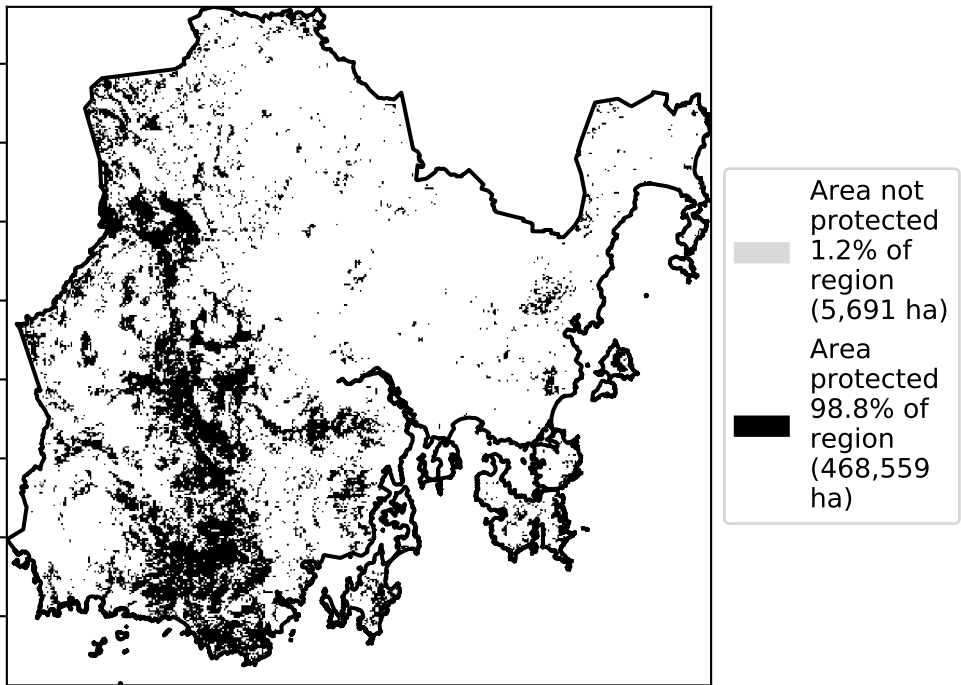 Area not
protected
1.2% of
region
(5,691 ha)
Area
protected
98.8% of
region
(468,559
ha)